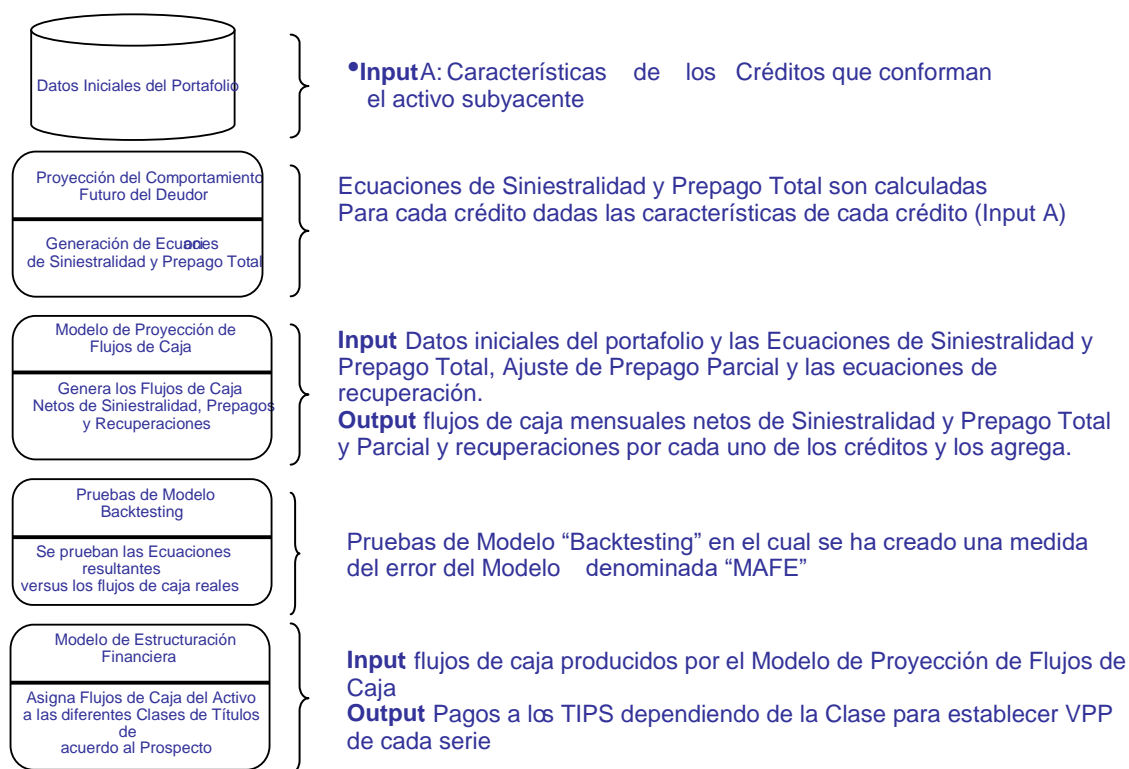 Datos Iniciales del Portafolio
•Input A: Características de los Créditos que conforman
el activo subyacente
Proyección del Comportamiento
Futuro del Deudor
Generación de Ecuaciones
de Siniestralidad y Prepago Total
Ecuaciones de Siniestralidad y Prepago Total son calculadas
Para cada crédito dadas las características de cada crédito (Input A)
Modelo de Proyección de
Flujos de Caja
Genera los Flujos de Caja
Netos de Siniestralidad, Prepagos
y Recuperaciones
Input Datos iniciales del portafolio y las Ecuaciones de Siniestralidad y
Prepago Total, Ajuste de Prepago Parcial y las ecuaciones de
recuperación.
Output flujos de caja mensuales netos de Siniestralidad y Prepago Total
y Parcial y recuperaciones por cada uno de los créditos y los agrega.
Pruebas de Modelo
Backtesting
Se prueban las Ecuaciones
resultantes
versus los flujos de caja reales
Pruebas de Modelo “Backtesting” en el cual se ha creado una medida
del error del Modelo denominada “MAFE”
Modelo de Estructuración
Financiera
Asigna Flujos de Caja del Activo
a las diferentes Clases de Títulos
de
acuerdo al Prospecto
Input flujos de caja producidos por el Modelo de Proyección de Flujos de
Caja
Output Pagos a los TIPS dependiendo de la Clase para establecer VPP
de cada serie